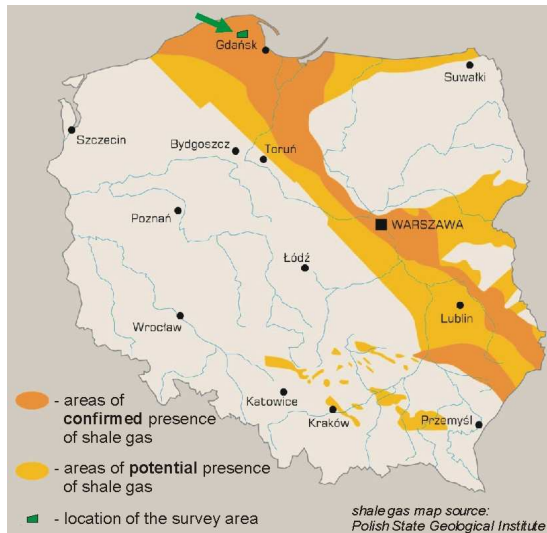 Gdańsk
Suwałki
Szczecin
Bydgoszcz
Toruń
Poznań
WARSZAWA
Łódź
Lublin
Wrocław
Katowice
Kraków
Przemyśl
- areas of
confirmed presence
of shale gas
- areas of potential presence
of shale gas
- location of the survey area
shale gas map source:
Polish State Geological Institute